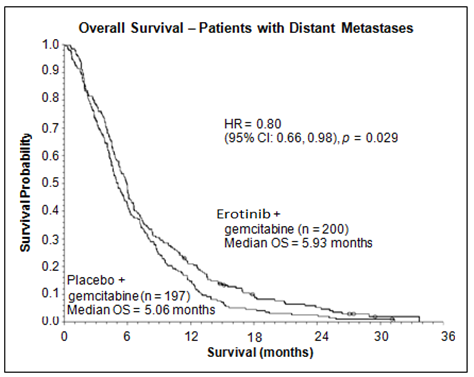 Overall Survival – Patients with Distant Metastases
Survival Probability
1.0
0.9
0.8
0.7
0.6
0.5
0.4
0.3
0.2
0.1
0.0
HR = 0.80
(95% CI: 0.66, 0.98), p = 0.029
Erotinib +
gemcitabine (n = 200)
Median OS = 5.93 months
Placebo +
gemcitabine (n = 197)
Median OS = 5.06 months
0 6 12 18 24 30 36
Survival (months)